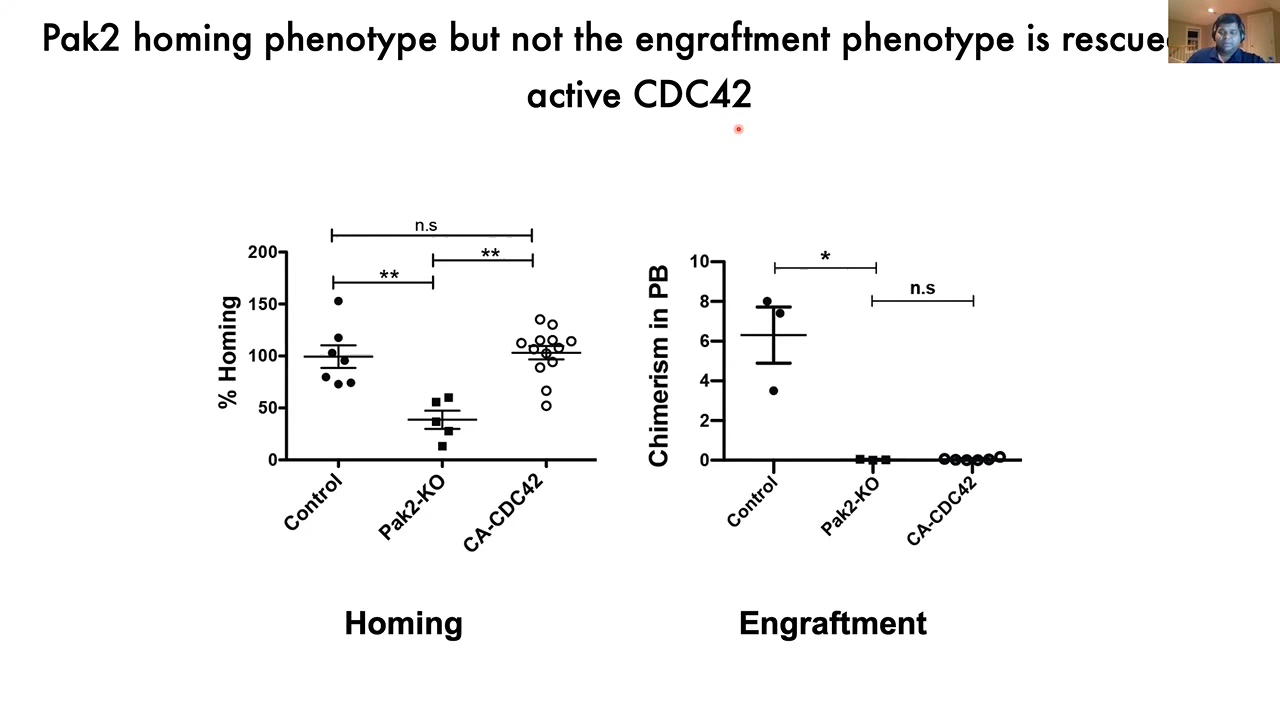 Pak2 homing phenotype but not the engraftment phenotype is rescue
active CDC42
n.s
**
**
200
150
100
50
0
% Homing
Control
Pak2-KO
CA-CDC42
Homing
*
n.s
10
8
6
4
2
0
Chimerism in PB
Control
Pak2-KO
CA-CDC42
Engraftment